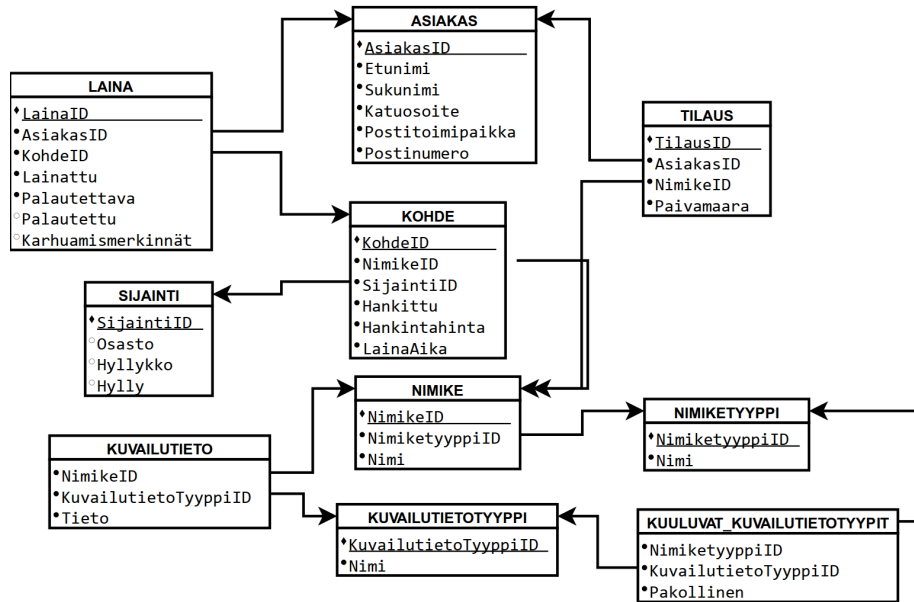 ASIAKAS
AsiakasID
Etunimi
Sukunimi
Katuosoite
Postitoimipaikka
Postinumero
LAINA
LainaID
AsiakasID
KohdeID
Lainattu
Palautettava
Palautettu
Karhuamismerkinnät
TILAUS
TilausID
AsiakasID
NimikeID
Paivamaara
KOHDE
KohdeID
NimikeID
SijaintiID
Hankittu
Hankintahinta
LainaAika
SIJAINTI
SijaintiID
Osasto
Hyllykko
Hylly
NIMIKE
NimikeID
NimiketyyppiID
Nimi
NIMIKETYYPPI
NimiketyyppiID
Nimi
KUVAILUTIETO
NimikeID
KuvailutietoTyyppiID
Tieto
KUVAILUTIETOTYYPPI
KuvailutietoTyyppiID
Nimi
KUULUVAT_KUVAILUTIETOTYYPIT
NimiketyyppiID
KuvailutietoTyyppiID
Pakollinen